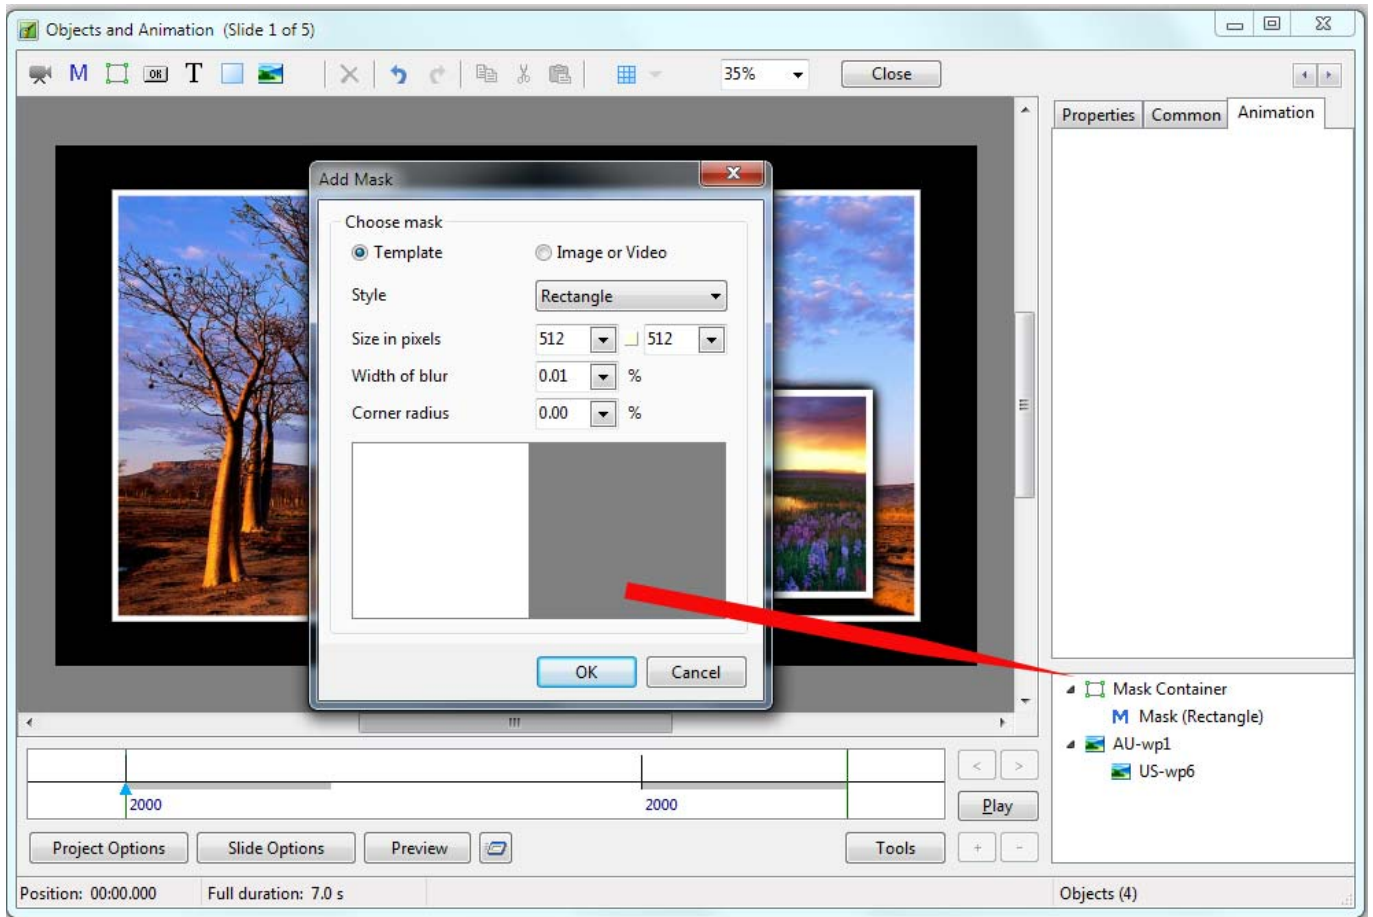 Objects and Animation (Slide 1 of 5)
M OK T 35% Close
Properties Common Animation
Add Mask
Choose mask
Template Image or Video
Style Rectangle
Size in pixels 512 512
Width of blur 0.01 %
Corner radius 0.00 %
OK Cancel
Mask Container
M Mask (Rectangle)
AU-wp1
US-wp6
2000 2000
< >
Play
Project Options Slide Options Preview Tools + -
Position: 00:00.000 Full duration: 7.0 s Objects (4)